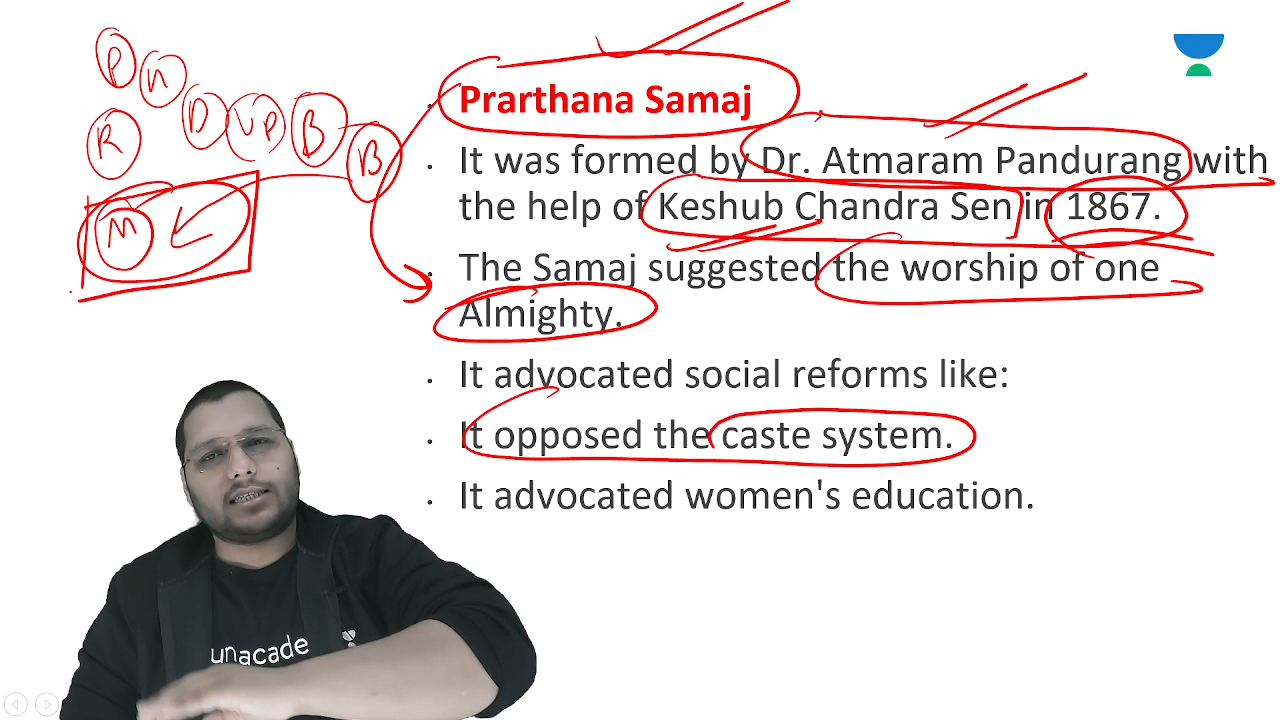 P
n
D
UP
B
B
R
M
Prarthana Samaj
It was formed by Dr. Atmaram Pandurang with
the help of Keshub Chandra Sen in 1867.
The Samaj suggested the worship of one
Almighty.
It advocated social reforms like:
It opposed the caste system.
It advocated women's education.
unacade